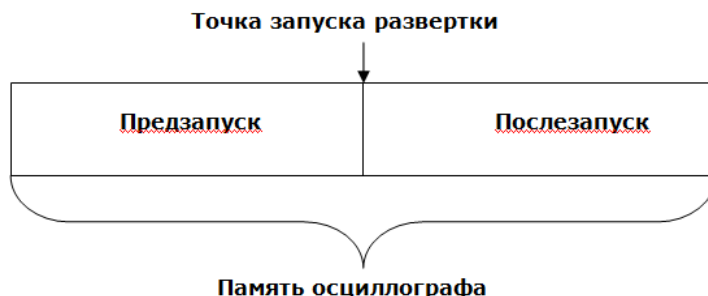 Точка запуска развертки
Предзапуск Послезапуск
Память осциллографа